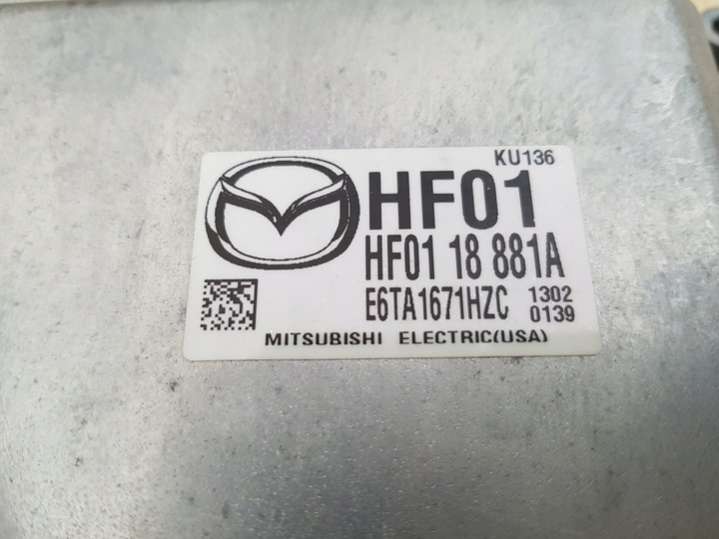 KU136
HF01
HF01 18 881A
E6TA1671HZC 1302
0139
MITSUBISHI ELECTRIC(USA)